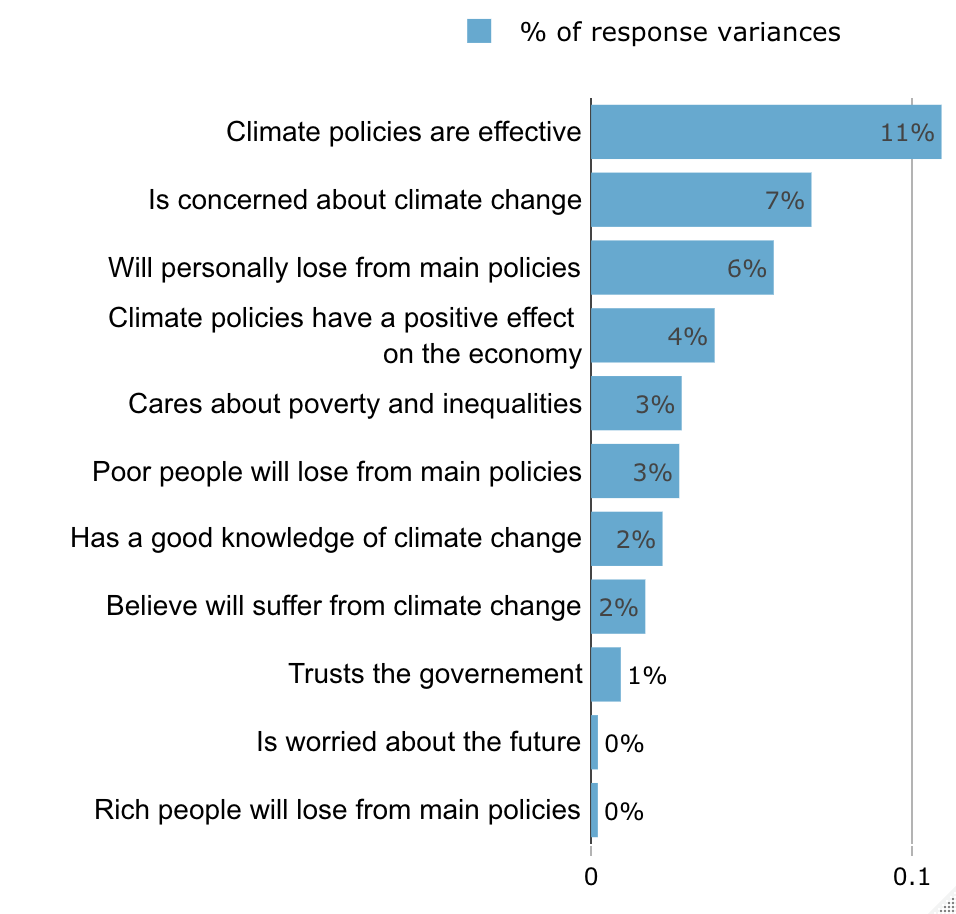 % of response variances
Climate policies are effective
11%
Is concerned about climate change
7%
Will personally lose from main policies
6%
Climate policies have a positive effect
on the economy
4%
Cares about poverty and inequalities
3%
Poor people will lose from main policies
3%
Has a good knowledge of climate change
2%
Believe will suffer from climate change
2%
Trusts the governement
1%
Is worried about the future
0%
Rich people will lose from main policies
0%
0
0.1